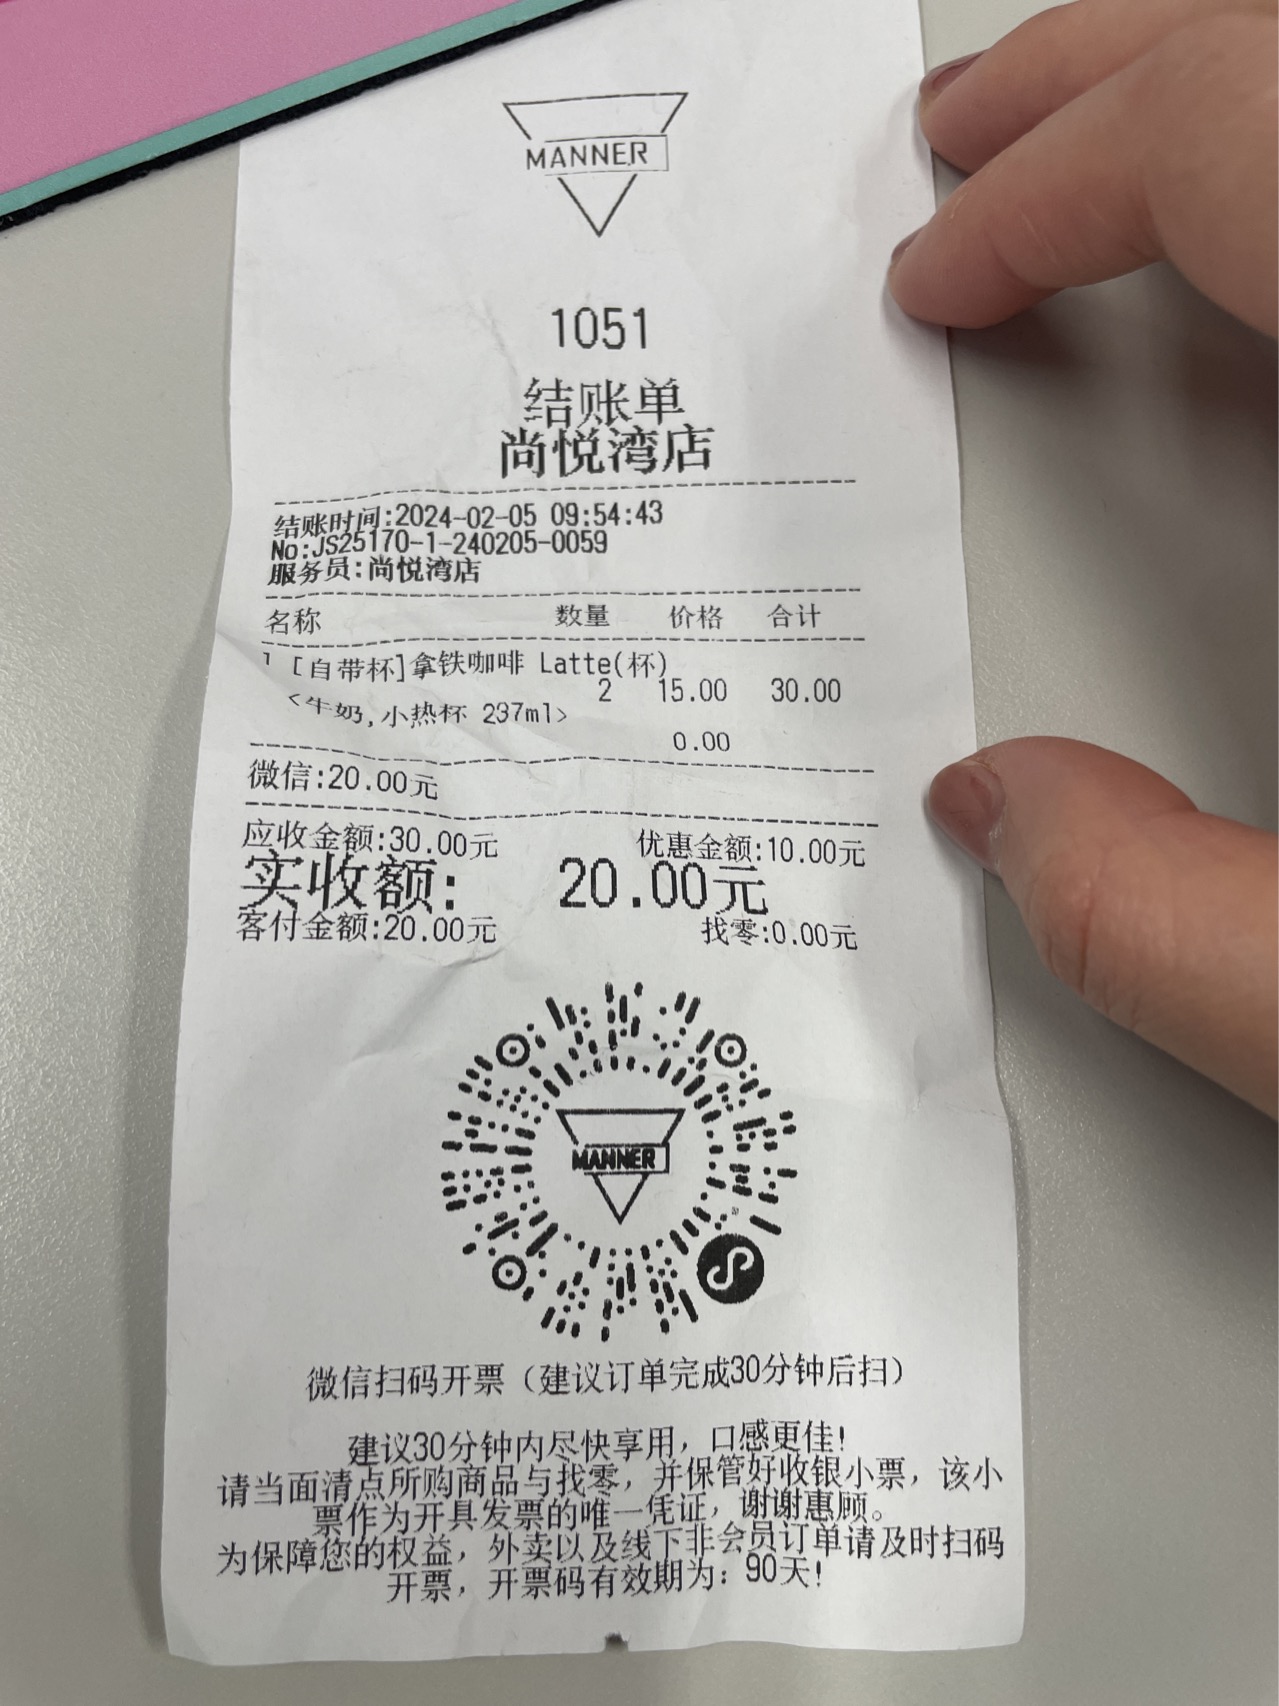 MANNER
1051
结账单
尚悦湾店
结账时间:2024-02-05 09:54:43
No:JS25170-1-240205-0059
服务员:尚悦湾店
名称 数量 价格 合计
1 [自带杯]拿铁咖啡 Latte(杯)
2 15.00 30.00
<牛奶,小热杯 237ml>
0.00
微信:20.00元
应收金额:30.00元 优惠金额:10.00元
实收额: 20.00元
客付金额:20.00元 找零:0.00元
MANNER
微信扫码开票（建议订单完成30分钟后扫）
建议30分钟内尽快享用，口感更佳!
请当面清点所购商品与找零，并保管好收银小票，该小
票作为开具发票的唯一凭证，谢谢惠顾。
为保障您的权益，外卖以及线下非会员订单请及时扫码
开票，开票码有效期为：90天!